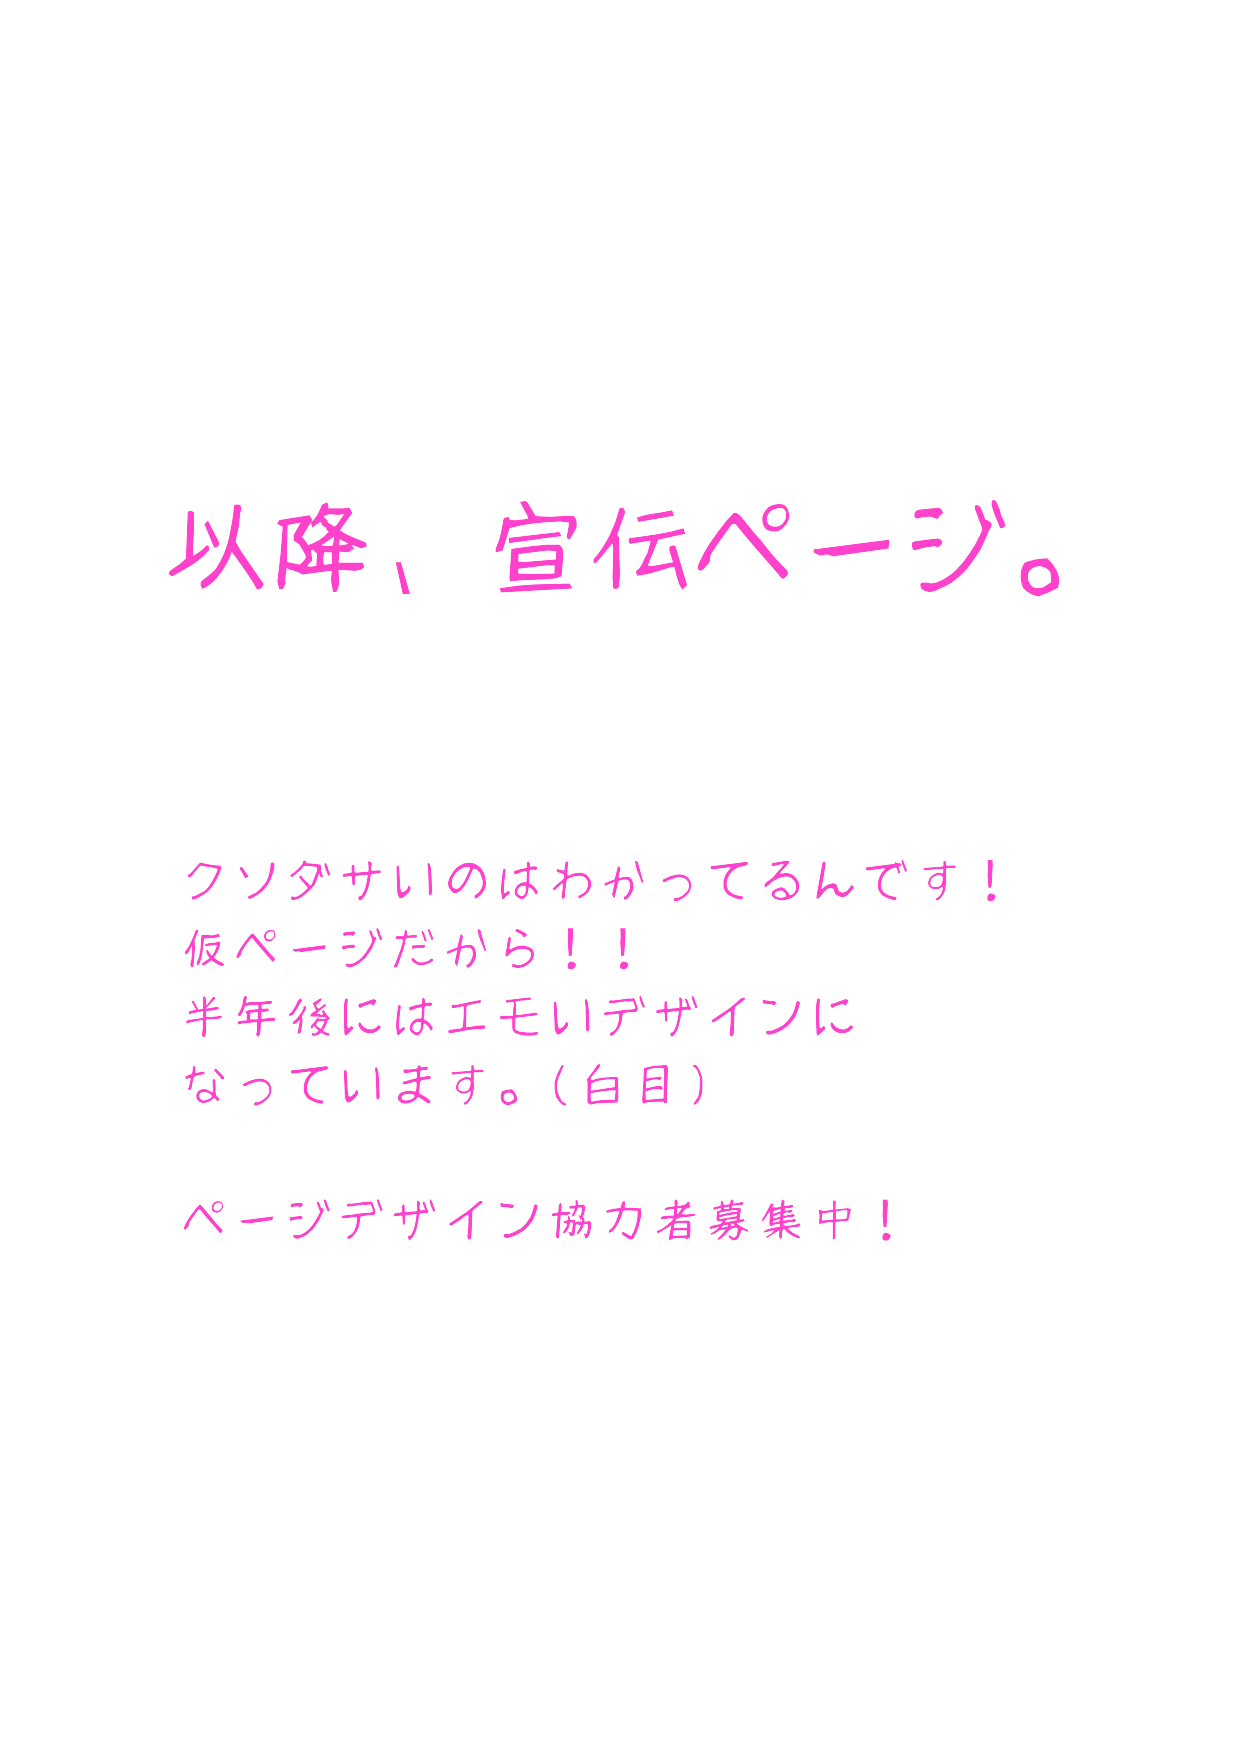 以降、宣伝ページ。
クソダサいのはわかってるんです！
仮ページだから！！
半年後にはエモいデザインに
なっています。（白目）
ページデザイン協力者募集中！